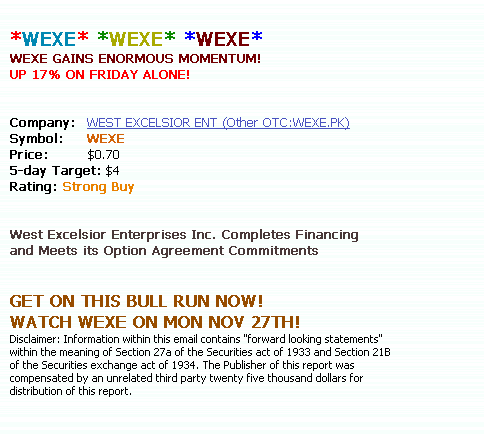 *WEXE* *WEXE* *WEXE*
WEXE GAINS ENORMOUS MOMENTUM!
UP 17% ON FRIDAY ALONE!
Company: WEST EXCELSIOR ENT (Other OTC:WEXE.PK)
Symbol: WEXE
Price: $0.70
5-day Target: $4
Rating: Strong Buy
West Excelsior Enterprises Inc. Completes Financing
and Meets its Option Agreement Commitments
GET ON THIS BULL RUN NOW!
WATCH WEXE ON MON NOV 27TH!
Disclaimer: Information within this email contains "forward looking statements"
within the meaning of Section 27a of the Securities act of 1933 and Section 21B
of the Securities exchange act of 1934. The Publisher of this report was
compensated by an unrelated third party twenty five thousand dollars for
distribution of this report.